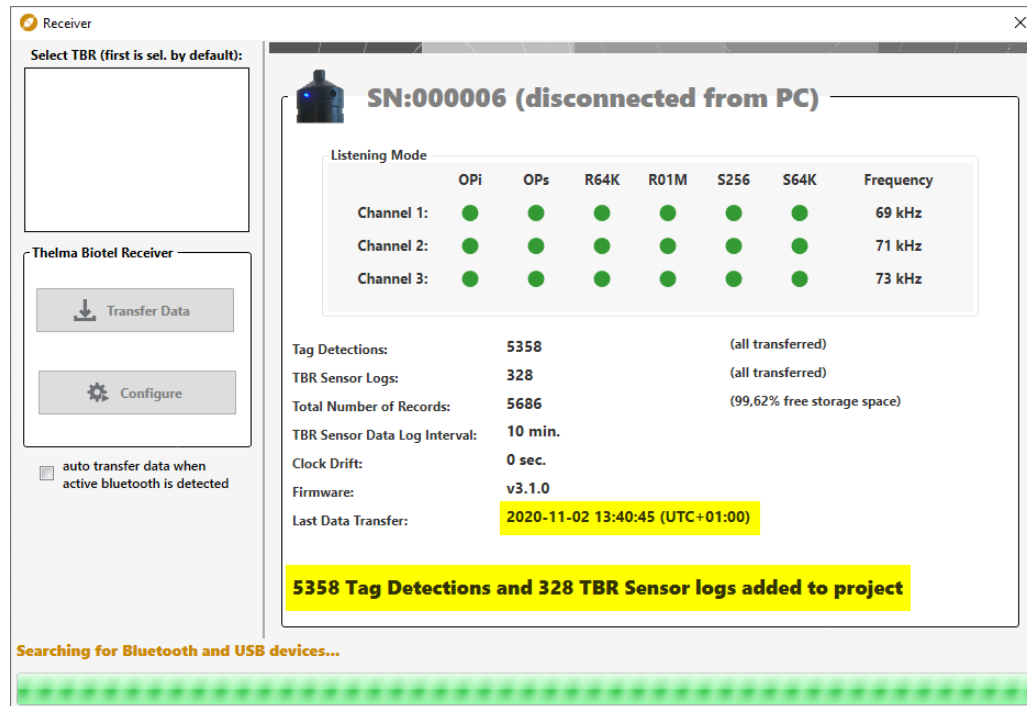 Receiver
Select TBR (first is sel. by default):
Thelma Biotel Receiver
Transfer Data
Configure
auto transfer data when
active bluetooth is detected
SN:000006 (disconnected from PC)
Listening Mode
OPi OPs R64K R01M S256 S64K Frequency
Channel 1: 69 kHz
Channel 2: 71 kHz
Channel 3: 73 kHz
Tag Detections: 5358 (all transferred)
TBR Sensor Logs: 328 (all transferred)
Total Number of Records: 5686 (99,62% free storage space)
TBR Sensor Data Log Interval: 10 min.
Clock Drift: 0 sec.
Firmware: v3.1.0
Last Data Transfer: 2020-11-02 13:40:45 (UTC+01:00)
5358 Tag Detections and 328 TBR Sensor logs added to project
Searching for Bluetooth and USB devices...